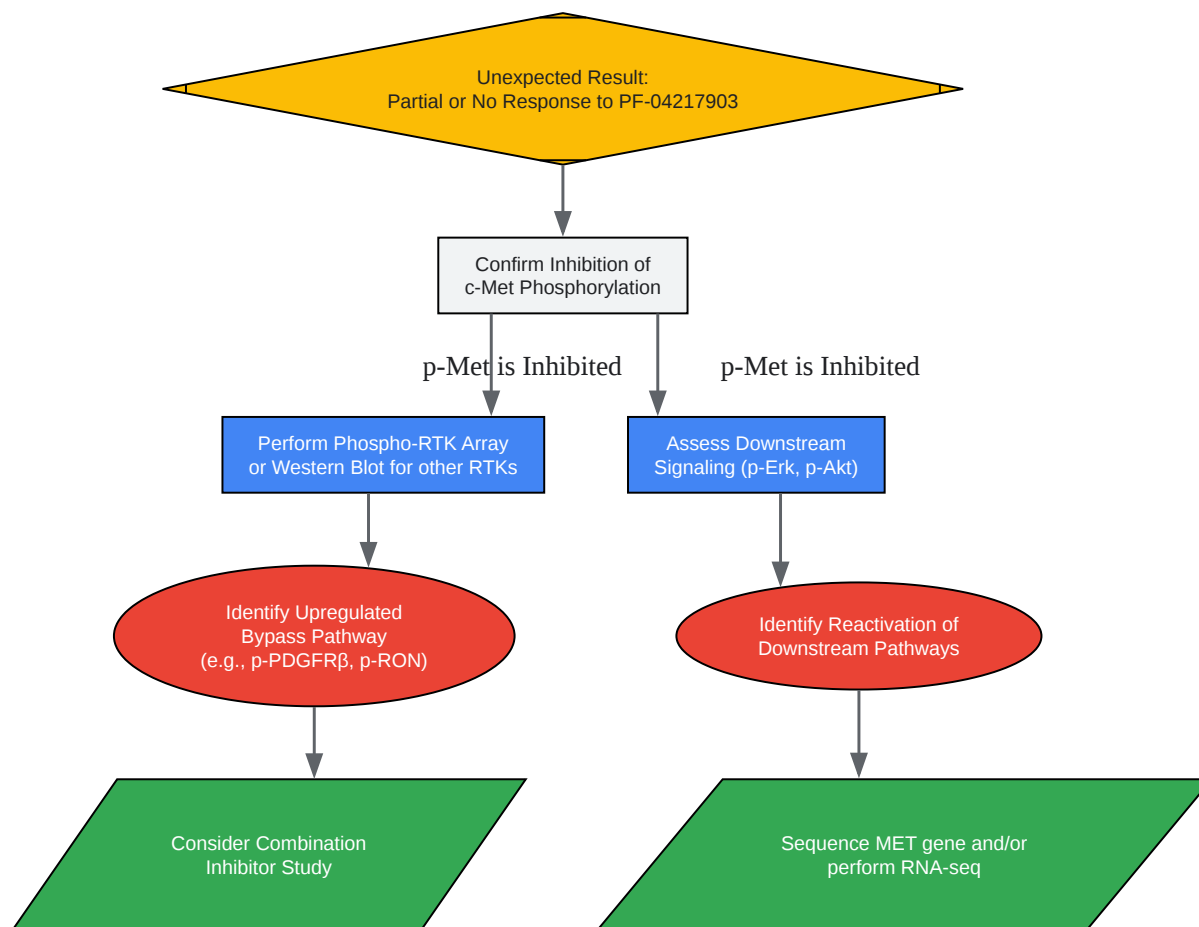 Unexpected Result:
Partial or No Response to PF-04217903
Confirm Inhibition of
c-Met Phosphorylation
p-Met is Inhibited
p-Met is Inhibited
Perform Phospho-RTK Array
or Western Blot for other RTKs
Assess Downstream
Signaling (p-Erk, p-Akt)
Identify Upregulated
Bypass Pathway
(e.g., p-PDGFRβ, p-RON)
Identify Reactivation of
Downstream Pathways
Consider Combination
Inhibitor Study
Sequence MET gene and/or
perform RNA-seq